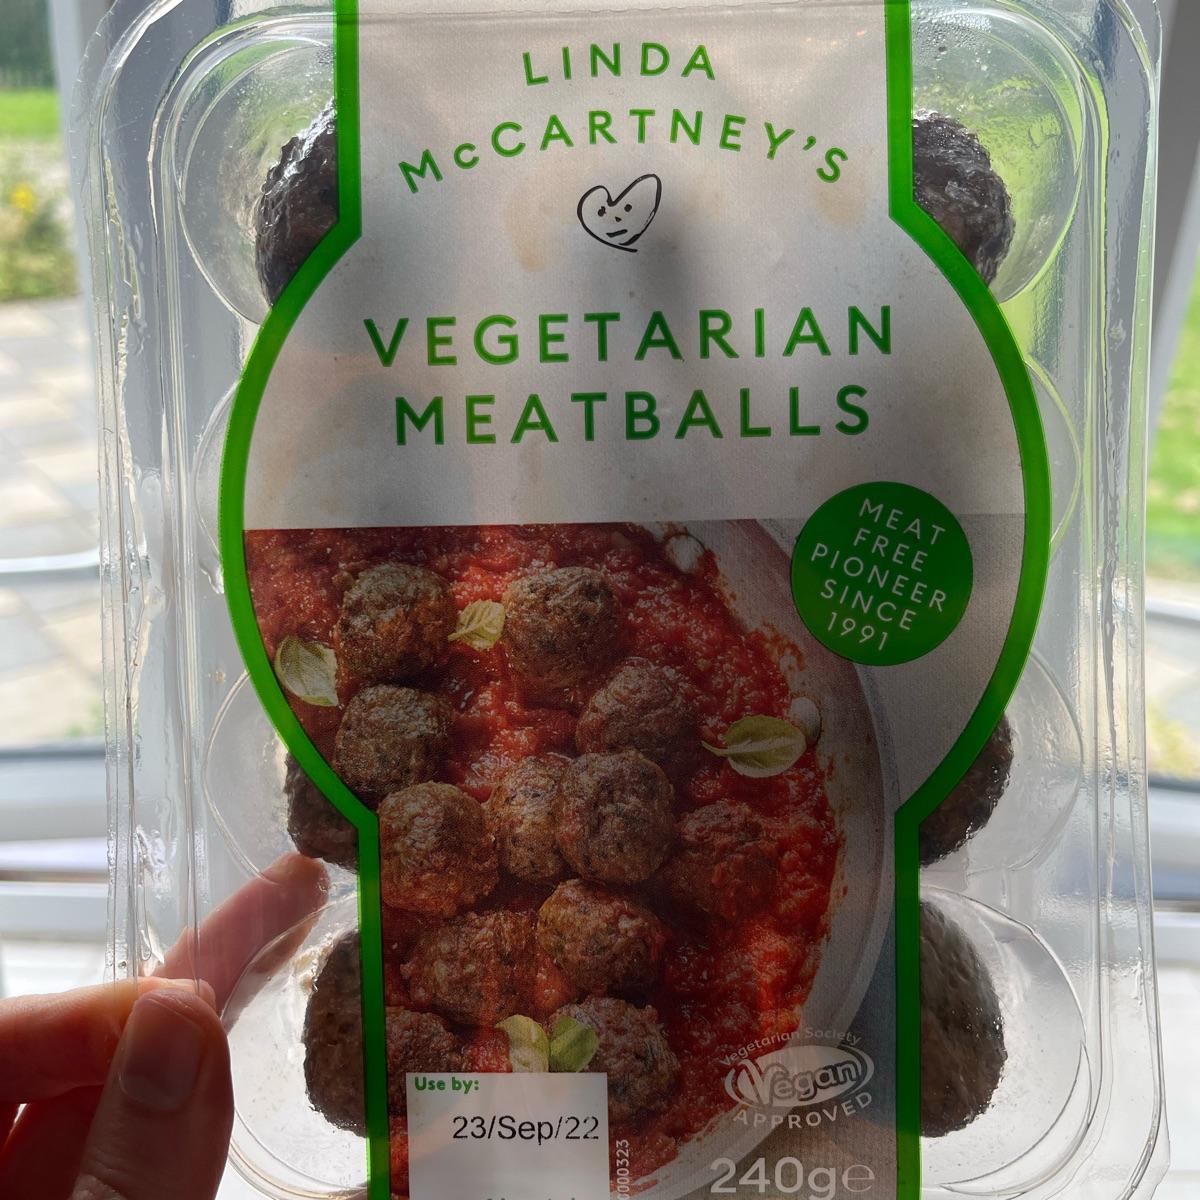 LINDA
McCARTNEY'S
VEGETARIAN
MEATBALLS
MEAT
FREE
PIONEER
SINCE
1991
Vegetarian Society
Vegan
APPROVED
Use by:
23/Sep/22
0000323
240g℮